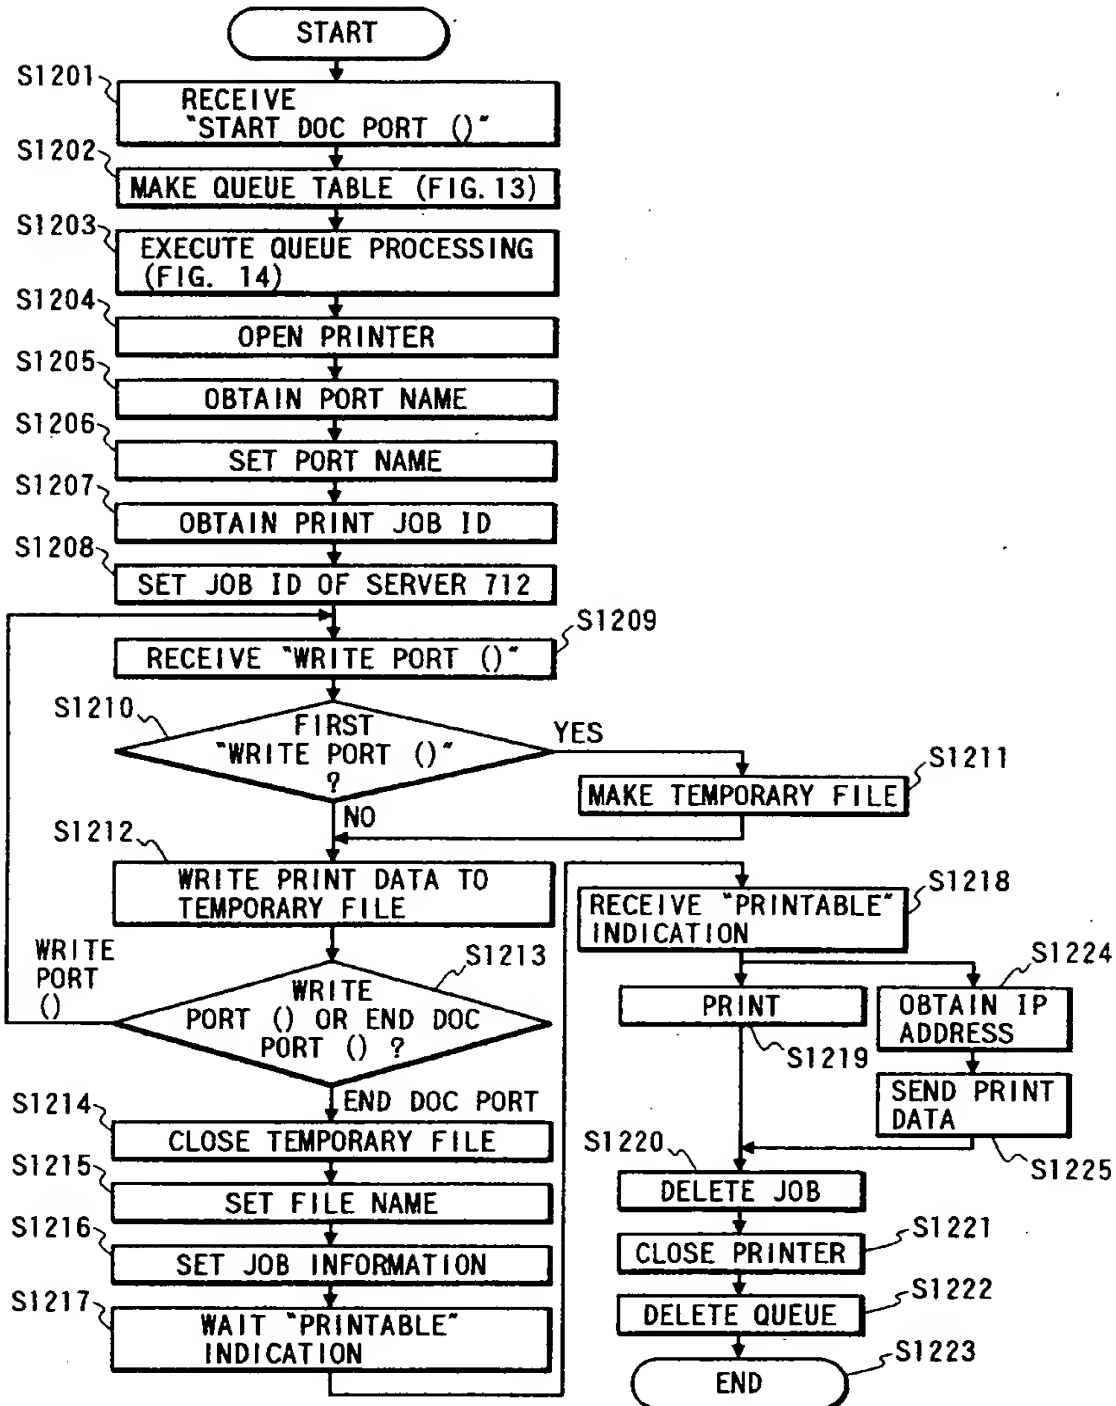 START
S1201
RECEIVE
"START DOC PORT ()"
S1202
MAKE QUEUE TABLE (FIG.13)
S1203
EXECUTE QUEUE PROCESSING
(FIG. 14)
S1204
OPEN PRINTER
S1205
OBTAIN PORT NAME
S1206
SET PORT NAME
S1207
OBTAIN PRINT JOB ID
S1208
SET JOB ID OF SERVER 712
S1209
RECEIVE "WRITE PORT ()"
S1210
FIRST
"WRITE PORT ()"
?
YES
NO
S1211
MAKE TEMPORARY FILE
S1212
WRITE PRINT DATA TO
TEMPORARY FILE
WRITE
PORT
()
S1213
WRITE
PORT () OR END DOC
PORT () ?
END DOC PORT
S1214
CLOSE TEMPORARY FILE
S1215
SET FILE NAME
S1216
SET JOB INFORMATION
S1217
WAIT "PRINTABLE"
INDICATION
S1218
RECEIVE "PRINTABLE"
INDICATION
PRINT
S1219
S1224
OBTAIN IP
ADDRESS
SEND PRINT
DATA
S1225
S1220
DELETE JOB
S1221
CLOSE PRINTER
S1222
DELETE QUEUE
S1223
END